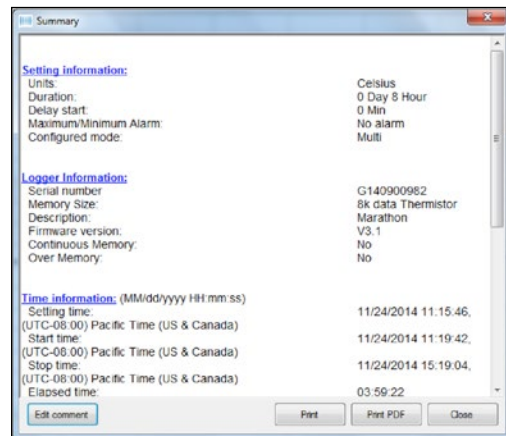 Summary
Setting information:
Units: Celsius
Duration: 0 Day 8 Hour
Delay start: 0 Min
Maximum/Minimum Alarm: No alarm
Configured mode: Multi
Logger Information:
Serial number G140900982
Memory Size: 8k data Thermistor
Description: Marathon
Firmware version: V3.1
Continuous Memory: No
Over Memory: No
Time information: (MM/dd/yyyy HH:mm:ss)
Setting time: 11/24/2014 11:15:46,
(UTC-08:00) Pacific Time (US & Canada)
Start time: 11/24/2014 11:19:42,
(UTC-08:00) Pacific Time (US & Canada)
Stop time: 11/24/2014 15:19:04,
(UTC-08:00) Pacific Time (US & Canada)
Elapsed time: 03:59:22
Edit comment Print Print PDF Close